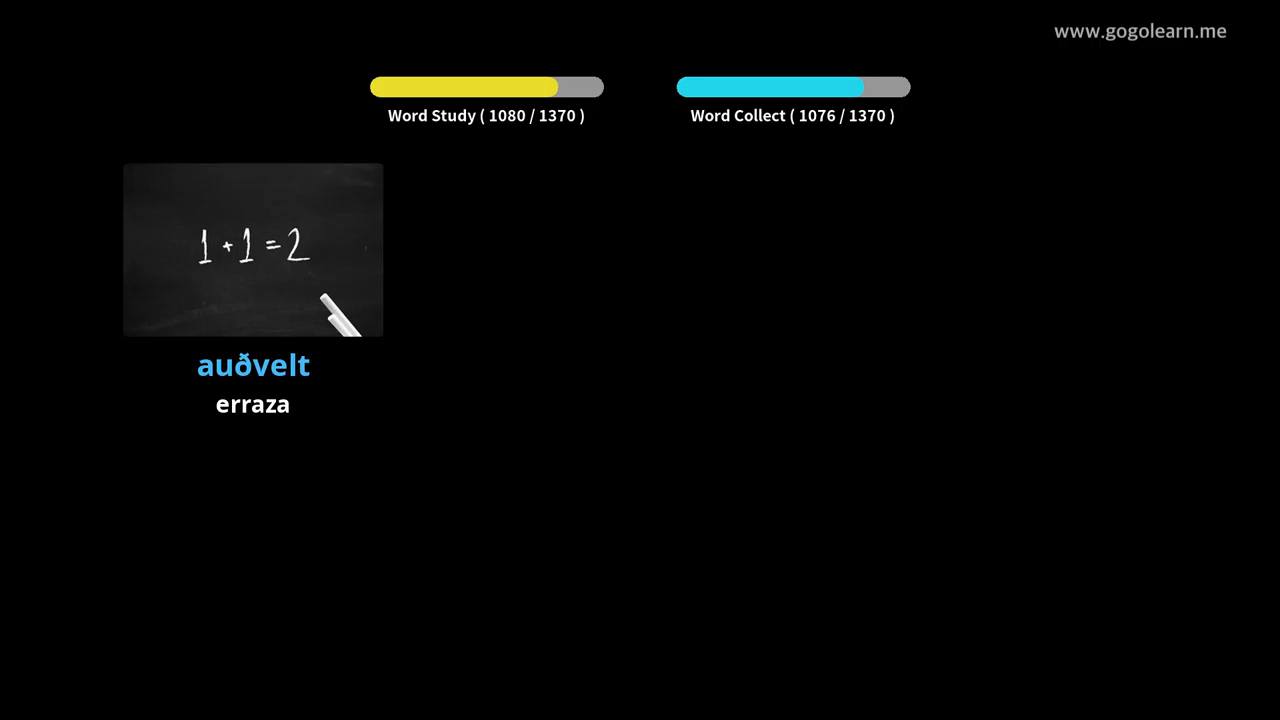 www.gogolearn.me
Word Study ( 1080 / 1370 )
Word Collect ( 1076 / 1370 )
1 + 1 = 2
auðvelt
erraza